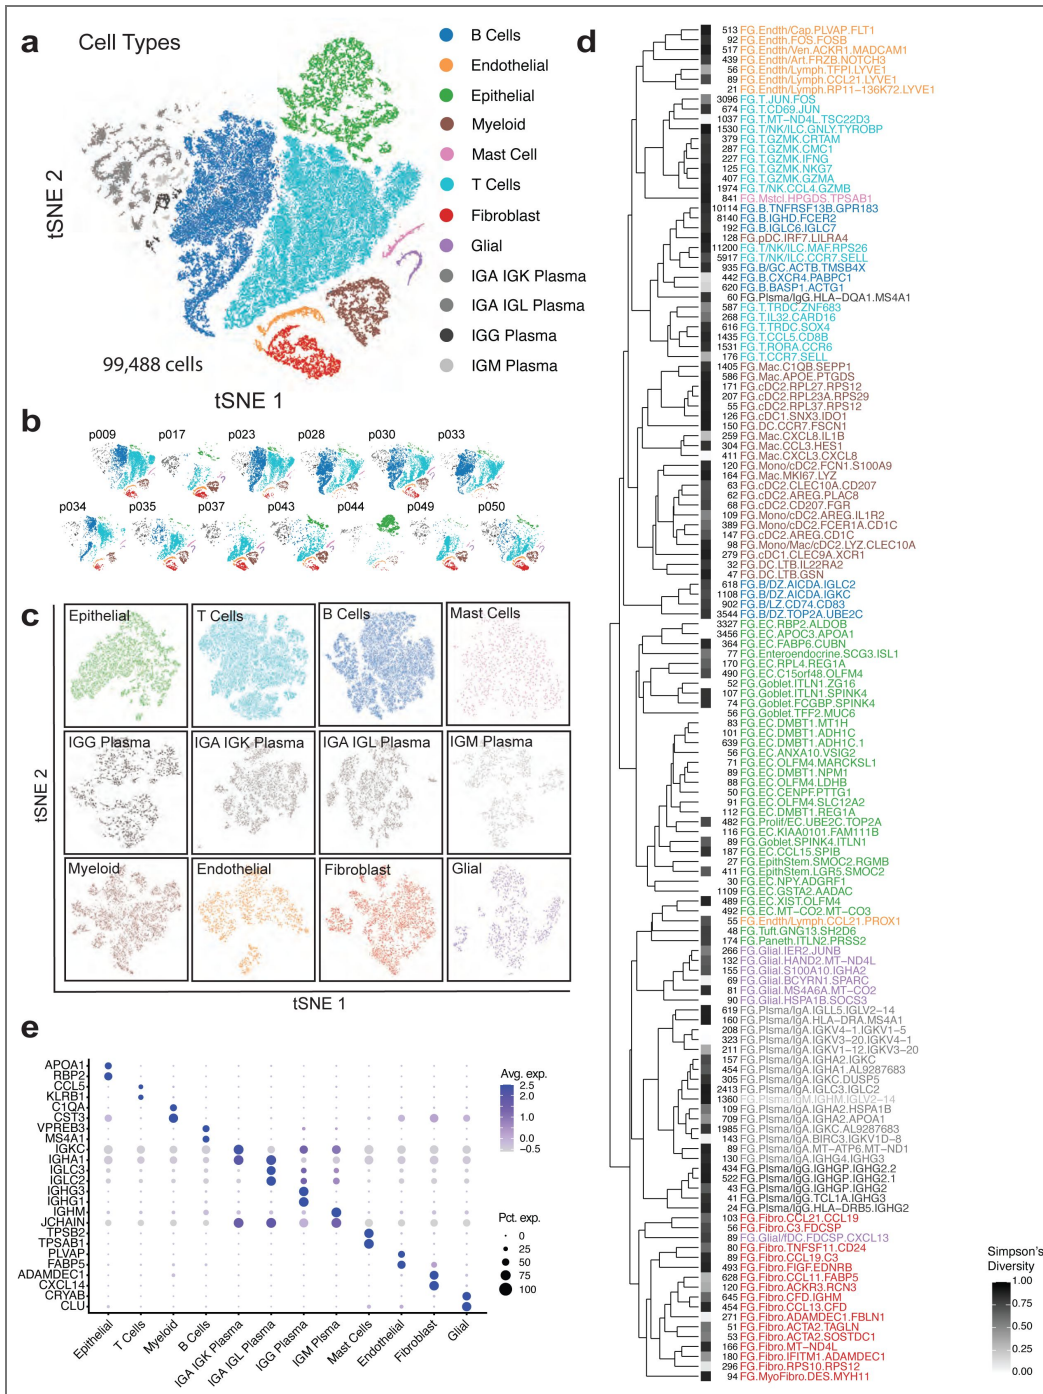 a
Cell Types
B Cells
Endothelial
Epithelial
Myeloid
Mast Cell
T Cells
Fibroblast
Glial
IGA IGK Plasma
IGA IGL Plasma
IGG Plasma
IGM Plasma
99,488 cells
tSNE 2
tSNE 1
b
p009 p017 p023 p028 p030 p033
p034 p035 p037 p043 p044 p049 p050
c
Epithelial T Cells B Cells Mast Cells
IGG Plasma IGA IGK Plasma IGA IGL Plasma IGM Plasma
Myeloid Endothelial Fibroblast Glial
tSNE 2
tSNE 1
d
513 FG.Endth/Cap.PLVAP.FLT1
92 FG.Endth.FOS.FOSB
517 FG.Endth/Ven.ACKR1.MADCAM1
439 FG.Endth/Art.FRZB.NOTCH3
56 FG.Endth/Lymph.TFPI.LYVE1
89 FG.Endth/Lymph.CCL21.LYVE1
21 FG.Endth/Lymph.RP11-136K72.LYVE1
3096 FG.T.JUN.FOS
674 FG.T.CD69.JUN
1037 FG.T.MT-ND4L.TSC22D3
1530 FG.T/NK/ILC.GNLY.TYROBP
379 FG.T.GZMK.CRTAM
287 FG.T.GZMK.CMC1
227 FG.T.GZMK.IFNG
125 FG.T.GZMK.NKG7
407 FG.T.GZMK.GZMA
1974 FG.T/NK.CCL4.GZMB
841 FG.Mstcl.HPGDS.TPSAB1
10114 FG.B.TNFRSF13B.GPR183
8140 FG.B.IGHD.FCER2
192 FG.B.IGLC6.IGLC7
128 FG.pDC.IRF7.LILRA4
11200 FG.T/NK/ILC.MAF.RPS26
5917 FG.T/NK/ILC.CCR7.SELL
935 FG.B/GC.ACTB.TMSB4X
442 FG.B.CXCR4.PABPC1
620 FG.B.BASP1.ACTG1
60 FG.Plsma/IgG.HLA-DQA1.MS4A1
587 FG.T.TRDC.ZNF683
268 FG.T.IL32.CARD16
616 FG.T.TRDC.SOX4
1435 FG.T.CCL5.CD8B
1531 FG.T.RORA.CCR6
176 FG.T.CCR7.SELL
1405 FG.Mac.C1QB.SEPP1
586 FG.Mac.APOE.PTGDS
171 FG.cDC2.RPL27.RPS12
207 FG.cDC2.RPL23A.RPS29
55 FG.cDC2.RPL37.RPS12
126 FG.cDC1.SNX3.IDO1
150 FG.DC.CCR7.FSCN1
259 FG.Mac.CXCL8.IL1B
304 FG.Mac.CCL3.HES1
411 FG.Mac.CXCL3.CXCL8
120 FG.Mono/cDC2.FCN1.S100A9
164 FG.Mac.MKI67.LYZ
63 FG.cDC2.CLEC10A.CD207
62 FG.cDC2.AREG.PLAC8
68 FG.cDC2.CD207.FGR
109 FG.Mono/cDC2.AREG.IL1R2
389 FG.Mono/cDC2.FCER1A.CD1C
147 FG.cDC2.AREG.CD1C
98 FG.Mono/Mac/cDC2.LYZ.CLEC10A
279 FG.cDC1.CLEC9A.XCR1
32 FG.DC.LTB.IL22RA2
47 FG.DC.LTB.GSN
618 FG.B/DZ.AICDA.IGLC2
1108 FG.B/DZ.AICDA.IGKC
902 FG.B/LZ.CD74.CD83
3544 FG.B/DZ.TOP2A.UBE2C
3327 FG.EC.RBP2.ALDOB
3456 FG.EC.APOC3.APOA1
364 FG.EC.FABP6.CUBN
77 FG.Enteroendocrine.SCG3.ISL1
170 FG.EC.RPL4.REG1A
490 FG.EC.C15orf48.OLFM4
52 FG.Goblet.ITLN1.ZG16
107 FG.Goblet.ITLN1.SPINK4
74 FG.Goblet.FCGBP.SPINK4
56 FG.Goblet.TFF2.MUC6
83 FG.EC.DMBT1.MT1H
101 FG.EC.DMBT1.ADH1C
639 FG.EC.DMBT1.ADH1C.1
56 FG.EC.ANXA10.VSIG2
71 FG.EC.OLFM4.MARCKSL1
89 FG.EC.DMBT1.NPM1
88 FG.EC.OLFM4.LDHB
50 FG.EC.CENPF.PTTG1
91 FG.EC.OLFM4.SLC12A2
112 FG.EC.DMBT1.REG1A
482 FG.Prolif/EC.UBE2C.TOP2A
116 FG.EC.KIAA0101.FAM111B
89 FG.Goblet.SPINK4.ITLN1
187 FG.EC.CCL15.SPIB
27 FG.EpithStem.SMOC2.RGMB
411 FG.EpithStem.LGR5.SMOC2
30 FG.EC.NPY.ADGRF1
1109 FG.EC.GSTA2.AADAC
489 FG.EC.XIST.OLFM4
492 FG.EC.MT-CO2.MT-CO3
55 FG.Endth/Lymph.CCL21.PROX1
48 FG.Tuft.GNG13.SH2D6
174 FG.Paneth.ITLN2.PRSS2
266 FG.Glial.IER2.JUNB
132 FG.Glial.HAND2.MT-ND4L
155 FG.Glial.S100A10.IGHA2
69 FG.Glial.BCYRN1.SPARC
81 FG.Glial.MS4A6A.MT-CO2
90 FG.Glial.HSPA1B.SOCS3
619 FG.Plsma/IgA.IGLL5.IGLV2-14
160 FG.Plsma/IgA.HLA-DRA.MS4A1
208 FG.Plsma/IgA.IGKV4-1.IGKV1-5
323 FG.Plsma/IgA.IGKV3-20.IGKV4-1
211 FG.Plsma/IgA.IGKV1-12.IGKV3-20
157 FG.Plsma/IgA.IGHA2.IGKC
454 FG.Plsma/IgA.IGHA1.AL9287683
305 FG.Plsma/IgA.IGKC.DUSP5
2413 FG.Plsma/IgA.IGLC3.IGLC2
1360 FG.Plsma/IgM.IGHM.IGLV2-14
109 FG.Plsma/IgA.IGHA2.HSPA1B
709 FG.Plsma/IgA.IGHA2.APOA1
1985 FG.Plsma/IgA.IGKC.AL9287683
143 FG.Plsma/IgA.BIRC3.IGKV1D-8
89 FG.Plsma/IgA.MT-ATP6.MT-ND1
130 FG.Plsma/IgA.IGHG4.IGHG3
434 FG.Plsma/IgG.IGHGP.IGHG2.2
522 FG.Plsma/IgG.IGHGP.IGHG2.1
43 FG.Plsma/IgG.IGHGP.IGHG2
41 FG.Plsma/IgG.TCL1A.IGHG3
24 FG.Plsma/IgG.HLA-DRB5.IGHG2
103 FG.Fibro.CCL21.CCL19
56 FG.Fibro.C3.FDCSP
89 FG.Glial/fDC.FDCSP.CXCL13
80 FG.Fibro.TNFSF11.CD24
89 FG.Fibro.CCL19.C3
493 FG.Fibro.FIGF.EDNRB
628 FG.Fibro.CCL11.FABP5
120 FG.Fibro.ACKR3.RCN3
645 FG.Fibro.CFD.IGHM
454 FG.Fibro.CCL13.CFD
271 FG.Fibro.ADAMDEC1.FBLN1
51 FG.Fibro.ACTA2.TAGLN
53 FG.Fibro.ACTA2.SOSTDC1
166 FG.Fibro.MT-ND4L
180 FG.Fibro.IFITM1.ADAMDEC1
296 FG.Fibro.RPS10.RPS12
94 FG.MyoFibro.DES.MYH11
Simpson's
Diversity
1.00
0.75
0.50
0.25
0.00
e
APOA1
RBP2
CCL5
KLRB1
C1QA
CST3
VPREB3
MS4A1
IGKC
IGHA1
IGLC3
IGLC2
IGHG3
IGHG1
IGHM
JCHAIN
TPSB2
TPSAB1
PLVAP
FABP5
ADAMDEC1
CXCL14
CRYAB
CLU
Epithelial
T Cells
Myeloid
B Cells
IGA IGK Plasma
IGA IGL Plasma
IGG Plasma
IGM Plsma
Mast Cells
Endothelial
Fibroblast
Glial
Avg. exp.
2.5
2.0
1.0
0.0
-0.5
Pct. exp.
0
25
50
75
100